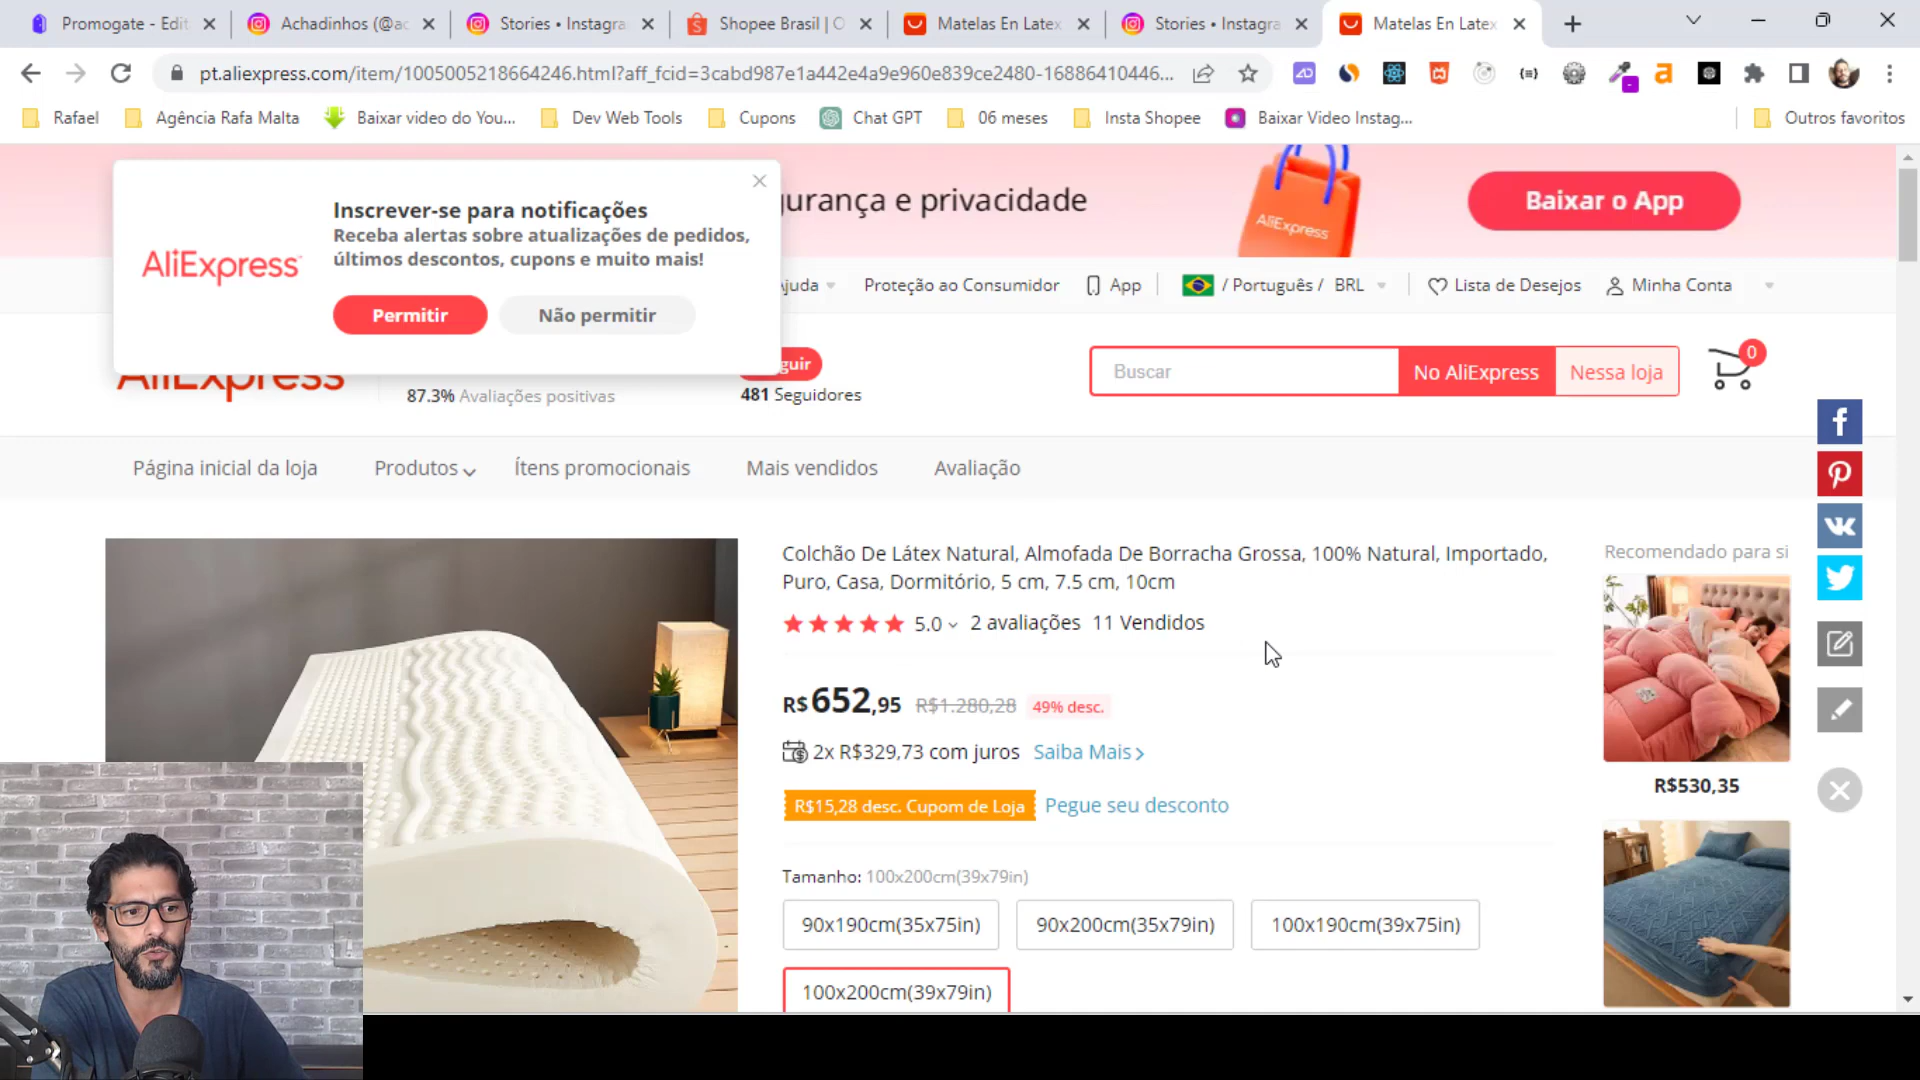 Promogate - Edit
Achadinhos (@ac
Stories • Instagra
Shopee Brasil | O
Matelas En Latex
Stories • Instagra
Matelas En Latex
pt.aliexpress.com/item/1005005218664246.html?aff_fcid=3cabd987e1a442e4a9e960e839ce2480-16886410446...
Rafael
Agência Rafa Malta
Baixar video do You...
Dev Web Tools
Cupons
Chat GPT
06 meses
Insta Shopee
Baixar Video Instag...
Outros favoritos
urança e privacidade
AliExpress
Baixar o App
AliExpress
Inscrever-se para notificações
Receba alertas sobre atualizações de pedidos,
últimos descontos, cupons e muito mais!
Permitir
Não permitir
juda
Proteção ao Consumidor
App
/ Português /
BRL
Lista de Desejos
Minha Conta
AliExpress
87.3% Avaliações positivas
guir
481 Seguidores
Buscar
No AliExpress
Nessa loja
0
Página inicial da loja
Produtos
Ítens promocionais
Mais vendidos
Avaliação
Colchão De Látex Natural, Almofada De Borracha Grossa, 100% Natural, Importado,
Puro, Casa, Dormitório, 5 cm, 7.5 cm, 10cm
5.0
2 avaliações
11 Vendidos
R$652,95
R$1.280,28
49% desc.
2x R$329,73 com juros
Saiba Mais
R$15,28 desc. Cupom de Loja
Pegue seu desconto
Tamanho: 100x200cm(39x79in)
90x190cm(35x75in)
90x200cm(35x79in)
100x190cm(39x75in)
100x200cm(39x79in)
Recomendado para si
R$530,35